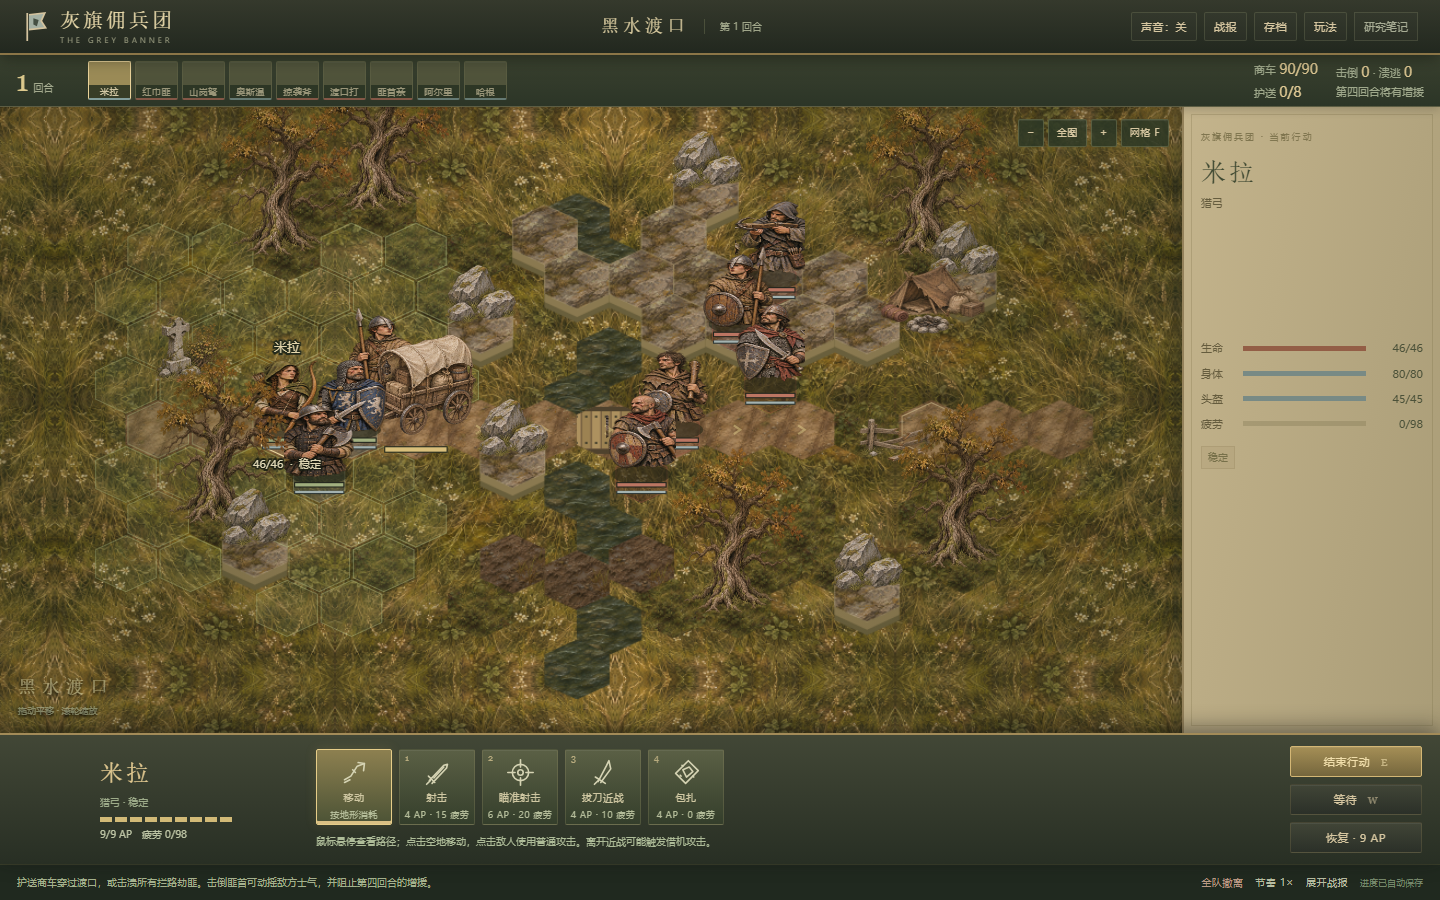 灰旗佣兵团
THE GREY BANNER
黑水渡口
第 1 回合
声音：关
战报
存档
玩法
研究笔记
1 回合
米拉
红巾匪
山岗弩
奥斯温
掠袭斧
渡口打
匪首亲
阿尔里
哈根
商车 90/90
击倒 0 · 溃逃 0
护送 0/8
第四回合将有增援
−
全图
+
网格 F
灰旗佣兵团 · 当前行动
米拉
猎弓
生命 46/46
身体 80/80
头盔 45/45
疲劳 0/98
稳定
米拉
46/46 · 稳定
黑水渡口
拖动平移 · 滚轮缩放
米拉
猎弓 · 稳定
9/9 AP 疲劳 0/98
移动
按地形消耗
1
射击
4 AP · 15 疲劳
2
瞄准射击
6 AP · 20 疲劳
3
拔刀近战
4 AP · 10 疲劳
4
包扎
4 AP · 0 疲劳
鼠标悬停查看路径；点击空地移动，点击敌人使用普通攻击。离开近战可能触发借机攻击。
结束行动 E
等待 W
恢复 · 9 AP
护送商车穿过渡口，或击溃所有拦路劫匪。击倒匪首可动摇敌方士气，并阻止第四回合的增援。
全队撤离
节奏 1×
展开战报
进度已自动保存